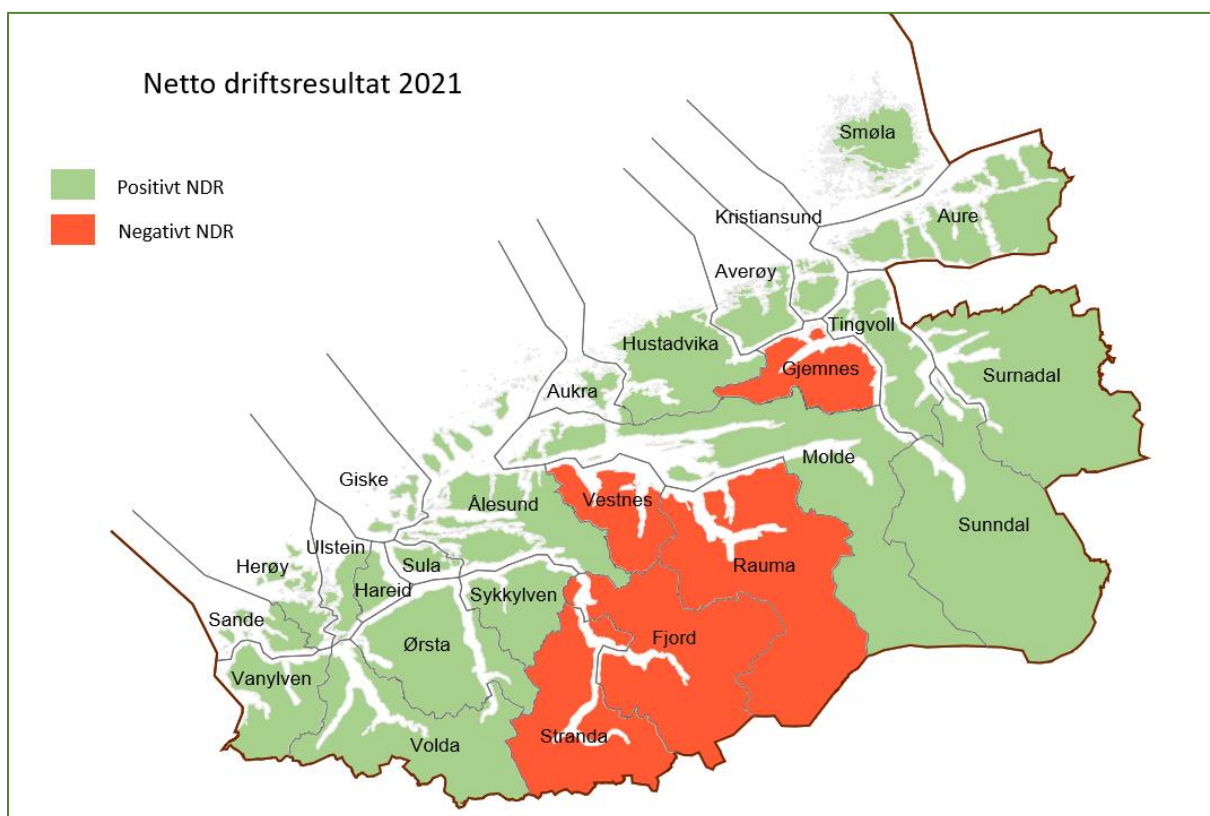 Netto driftsresultat 2021
Positivt NDR
Negativt NDR
Smøla
Kristiansund
Aure
Averøy
Tingvoll
Hustadvika
Gjemnes
Surnadal
Aukra
Molde
Giske
Ålesund
Vestnes
Sunndal
Ulstein
Sula
Rauma
Herøy
Hareid
Sykkylven
Sande
Ørsta
Fjord
Vanylven
Stranda
Volda